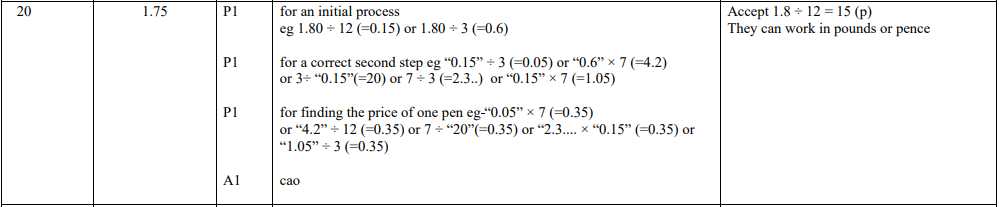 20 1.75 P1 for an initial process Accept 1.8 ÷ 12 = 15 (p)
eg 1.80 ÷ 12 (=0.15) or 1.80 ÷ 3 (=0.6) They can work in pounds or pence
P1 for a correct second step eg “0.15” ÷ 3 (=0.05) or “0.6” × 7 (=4.2)
or 3÷ “0.15”(=20) or 7 ÷ 3 (=2.3..) or “0.15” × 7 (=1.05)
P1 for finding the price of one pen eg-“0.05” × 7 (=0.35)
or “4.2” ÷ 12 (=0.35) or 7 ÷ “20”(=0.35) or “2.3.... × “0.15” (=0.35) or
“1.05” ÷ 3 (=0.35)
A1 cao